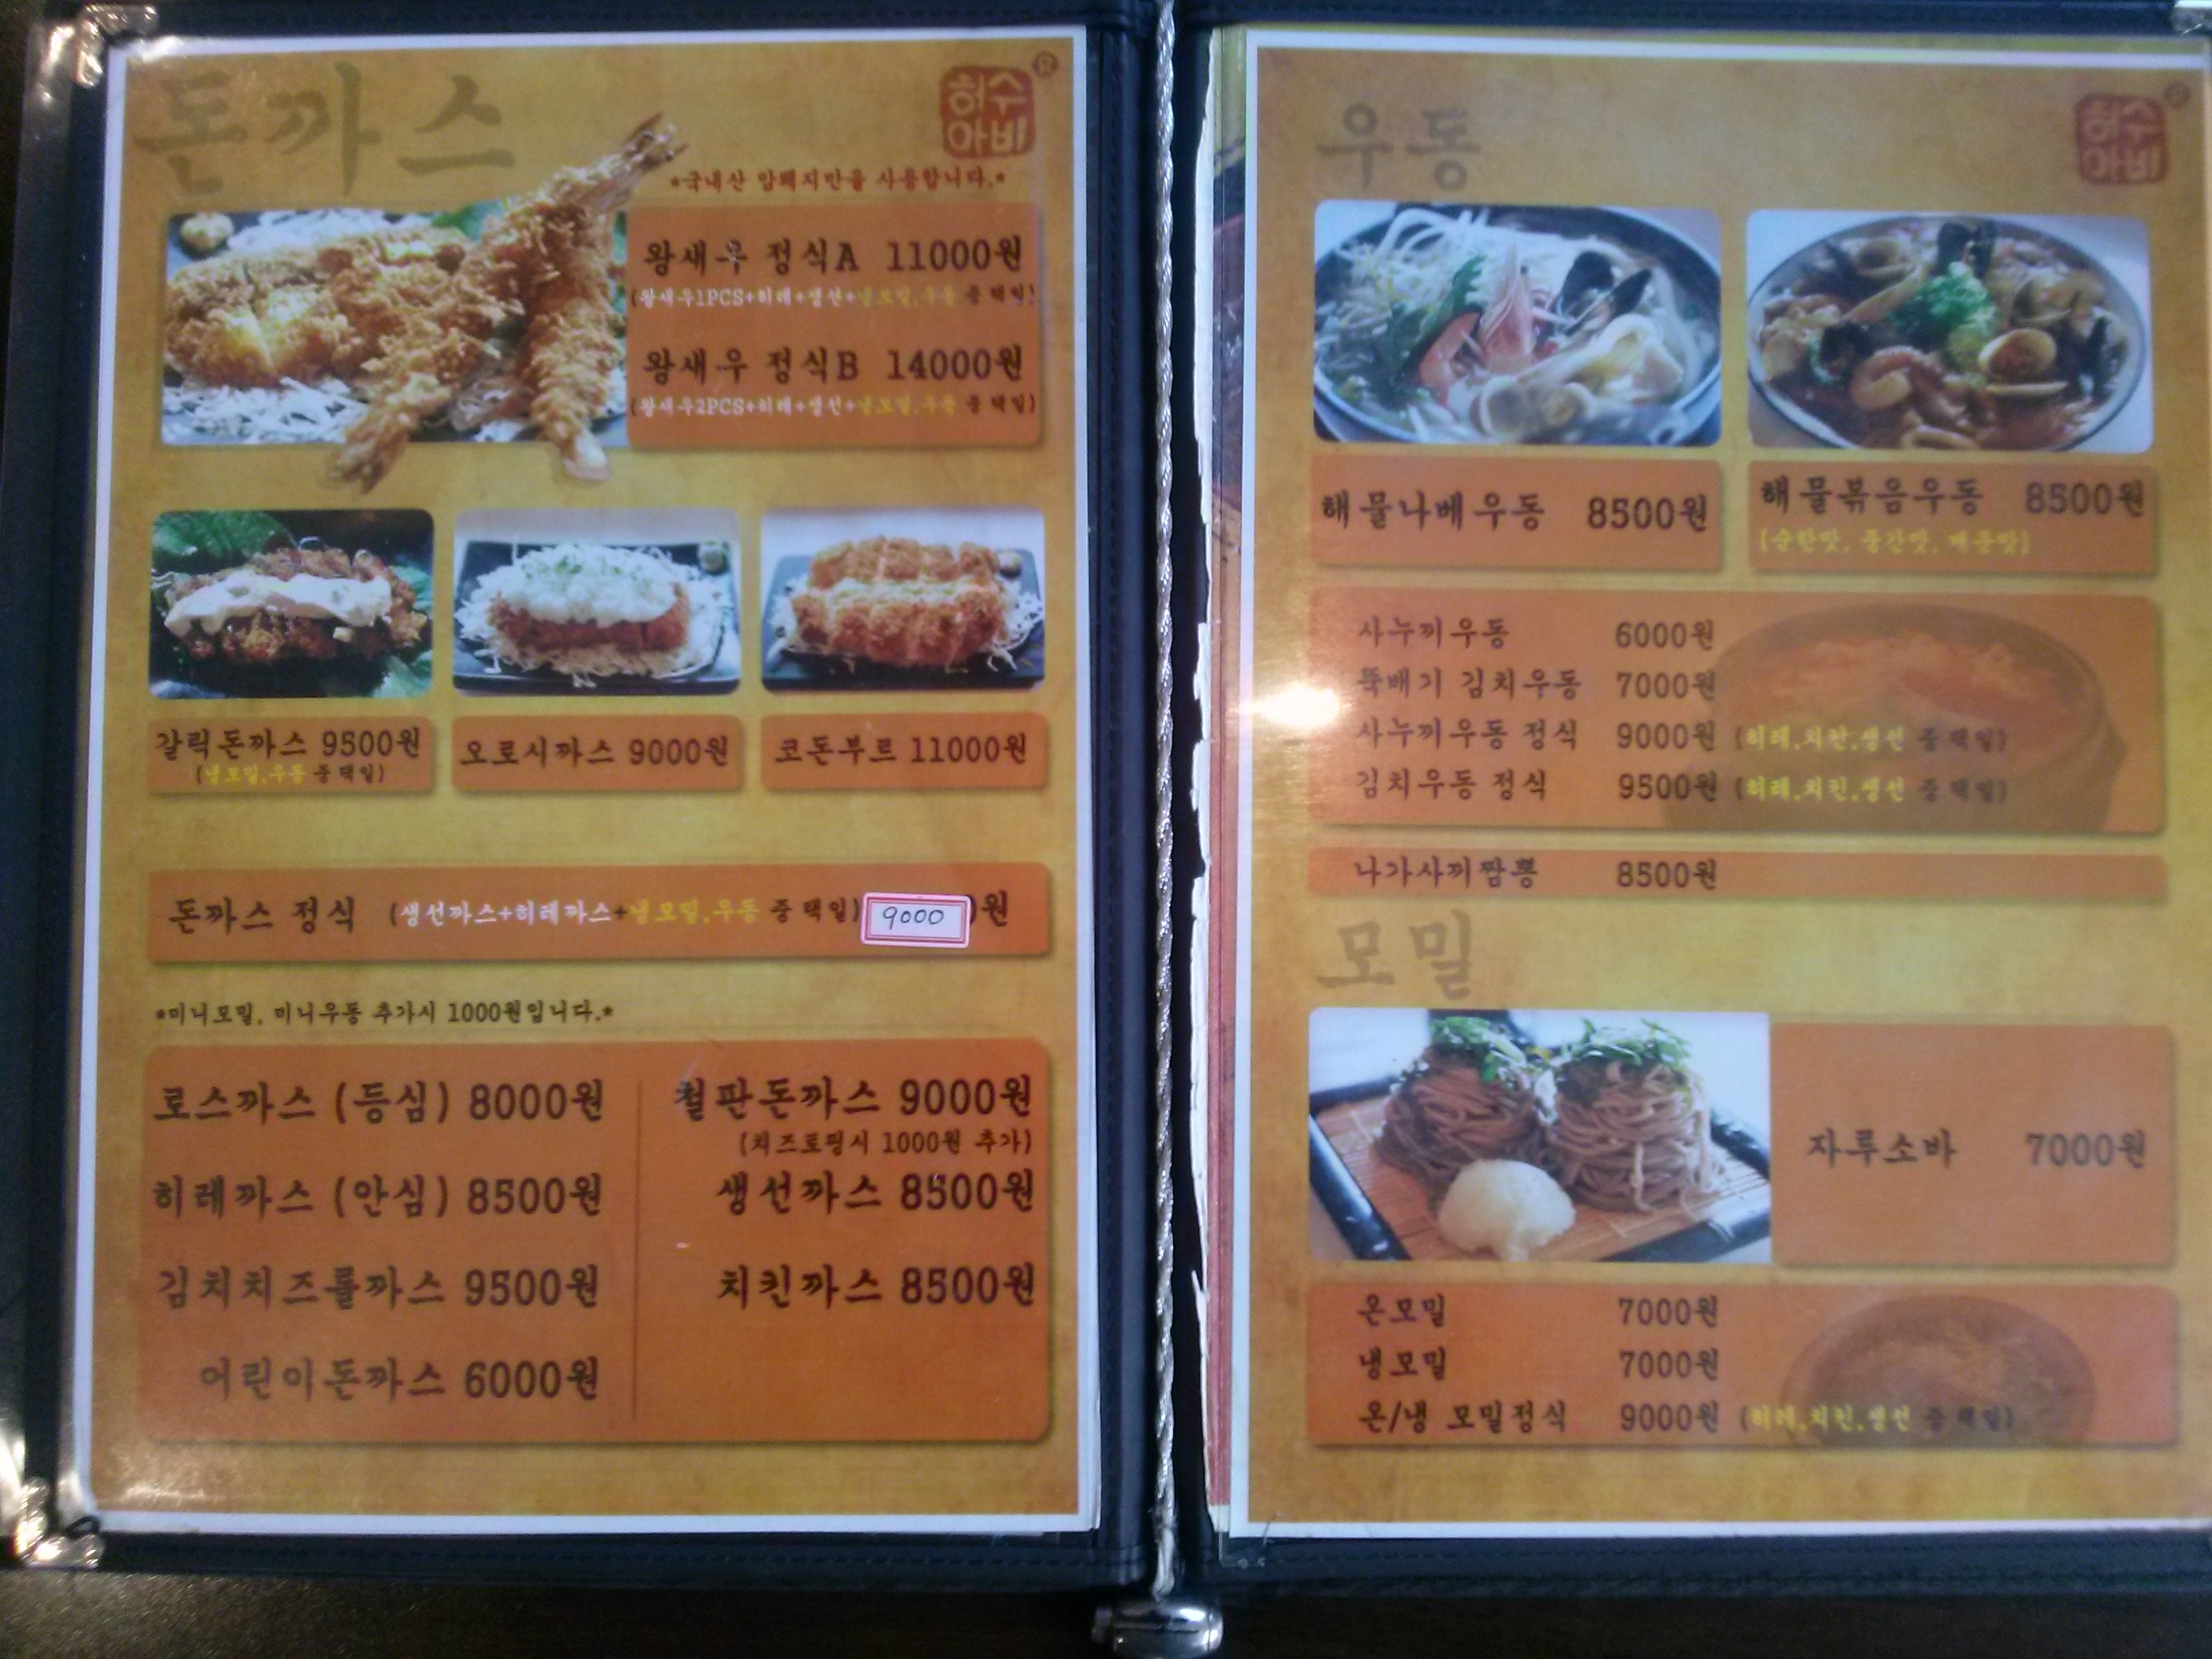 돈까스
허수
아비
®
*국내산 암돼지만을 사용합니다.*
왕새우 정식A 11000원
(왕새우1PCS+히레+생선+냉모밀,우동 중 택일)
왕새우 정식B 14000원
(왕새우2PCS+히레+생선+냉모밀,우동 중 택일)
갈릭돈까스 9500원
(냉모밀,우동 중 택일)
오로시까스 9000원
코돈부르 11000원
돈까스 정식 (생선까스+히레까스+냉모밀,우동 중 택일) 9000 원
*미니모밀, 미니우동 추가시 1000원입니다.*
로스까스 (등심) 8000원
히레까스 (안심) 8500원
김치치즈롤까스 9500원
어린이돈까스 6000원
철판돈까스 9000원
(치즈토핑시 1000원 추가)
생선까스 8500원
치킨까스 8500원
우동
허수
아비
®
해물나베우동 8500원
해물볶음우동 8500원
(순한맛, 중간맛, 매운맛)
사누끼우동 6000원
뚝배기 김치우동 7000원
사누끼우동 정식 9000원 (히레,치킨,생선 중 택일)
김치우동 정식 9500원 (히레,치킨,생선 중 택일)
나가사끼짬뽕 8500원
모밀
자루소바 7000원
온모밀 7000원
냉모밀 7000원
온/냉 모밀정식 9000원 (히레,치킨,생선 중 택일)